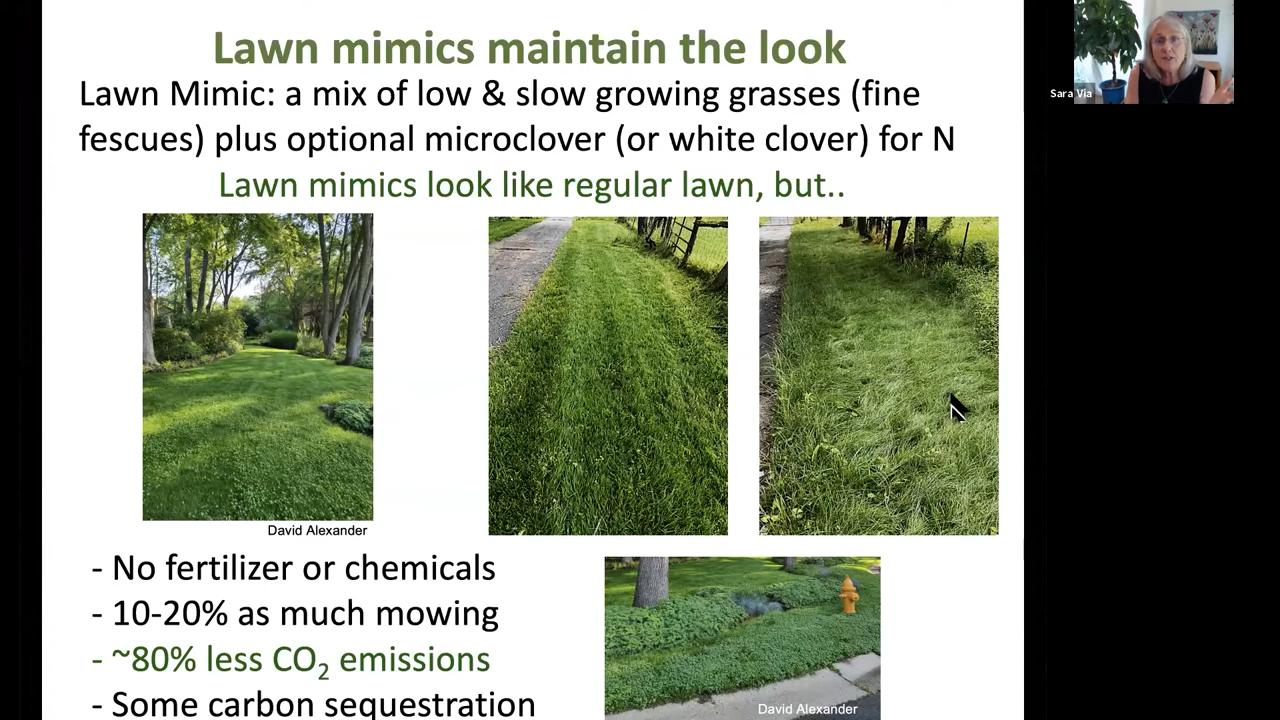 Lawn mimics maintain the look
Lawn Mimic: a mix of low & slow growing grasses (fine
fescues) plus optional microclover (or white clover) for N
Lawn mimics look like regular lawn, but..
David Alexander
- No fertilizer or chemicals
- 10-20% as much mowing
- ~80% less CO₂ emissions
- Some carbon sequestration
David Alexander
Sara Via